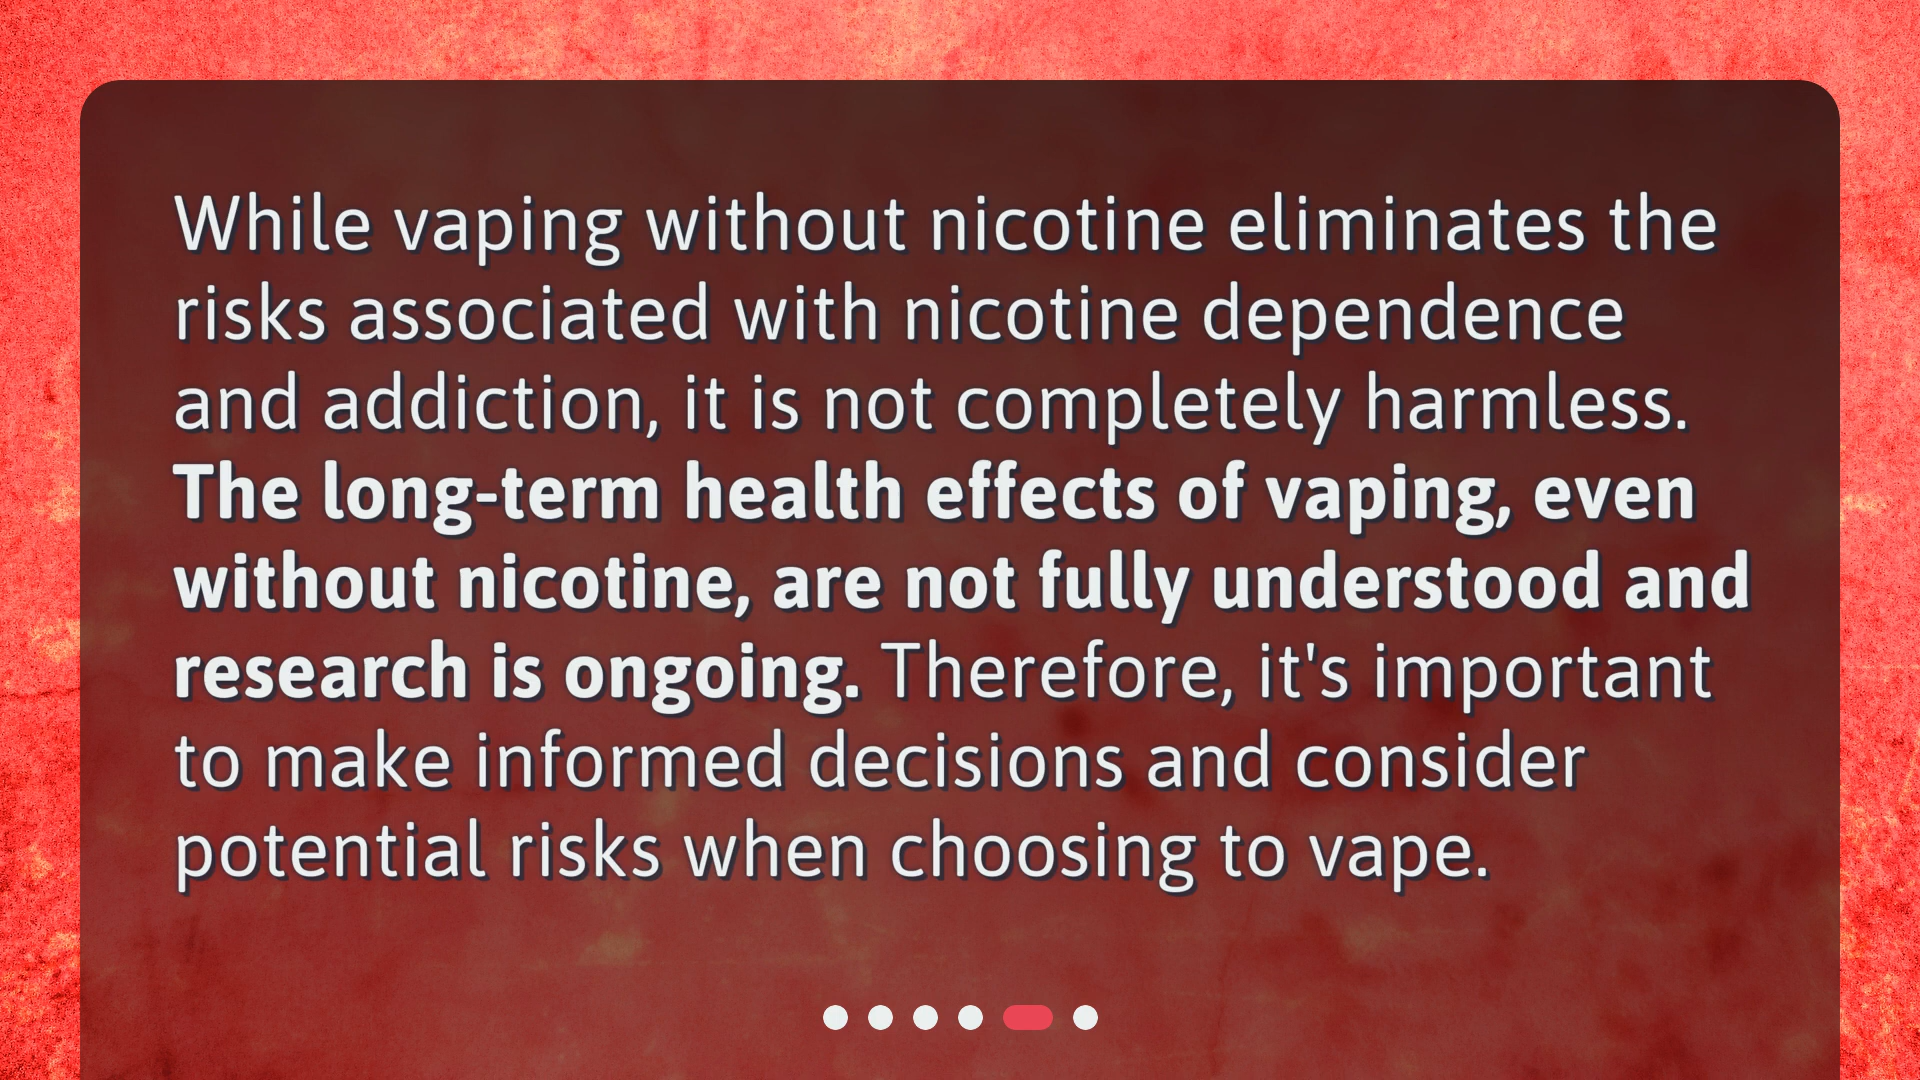 While vaping without nicotine eliminates the
risks associated with nicotine dependence
and addiction, it is not completely harmless.
The long-term health effects of vaping, even
without nicotine, are not fully understood and
research is ongoing. Therefore, it's important
to make informed decisions and consider
potential risks when choosing to vape.